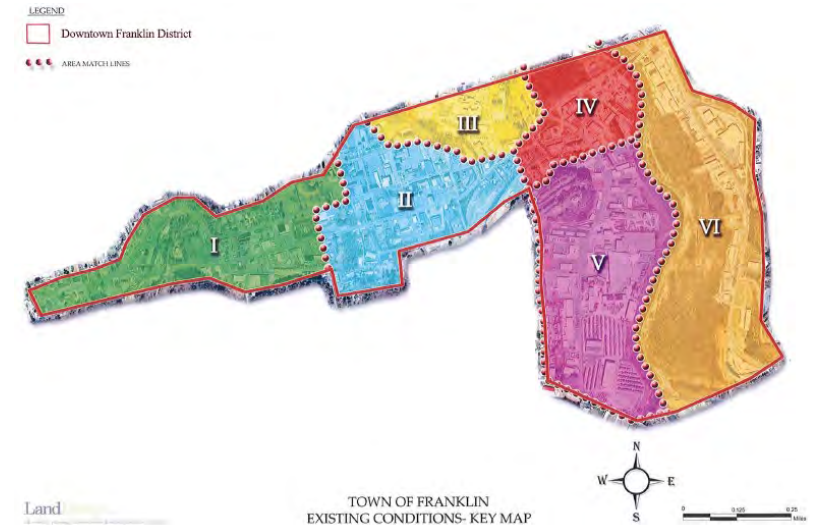 LEGEND
Downtown Franklin District
AREA MATCH LINES
I
II
III
IV
V
VI
N
W E
S
0 0.125 0.25
Miles
Land
TOWN OF FRANKLIN
EXISTING CONDITIONS- KEY MAP